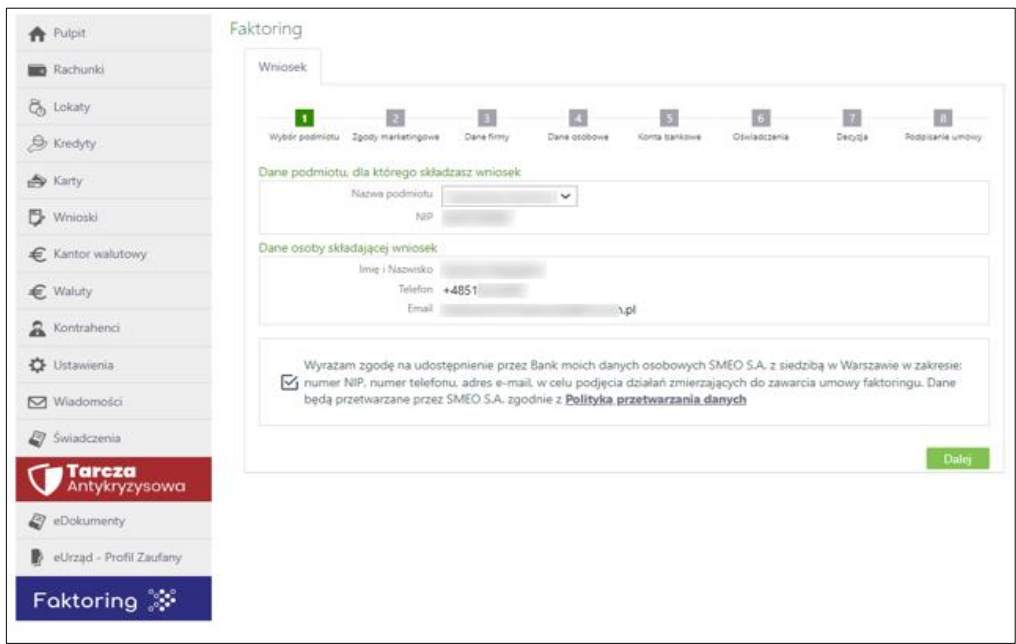 Pulpit
Rachunki
Lokaty
Kredyty
Karty
Wnioski
Kantor walutowy
Waluty
Kontrahenci
Ustawienia
Wiadomości
Świadczenia
Tarcza
Antykryzysowa
eDokumenty
eUrząd - Profil Zaufany
Faktoring
Faktoring
Wniosek
1 2 3 4 5 6 7 8
Wybór podmiotu Zgody marketingowe Dane firmy Dane osobowe Konta bankowe Oświadczenia Decyzja Podpisanie umowy
Dane podmiotu, dla którego składasz wniosek
Nazwa podmiotu
NIP
Dane osoby składającej wniosek
Imię i Nazwisko
Telefon +4851
Email n.pl
Wyrażam zgodę na udostępnienie przez Bank moich danych osobowych SMEO S.A. z siedzibą w Warszawie w zakresie:
numer NIP, numer telefonu, adres e-mail, w celu podjęcia działań zmierzających do zawarcia umowy faktoringu. Dane
będą przetwarzane przez SMEO S.A. zgodnie z Polityką przetwarzania danych
Dalej